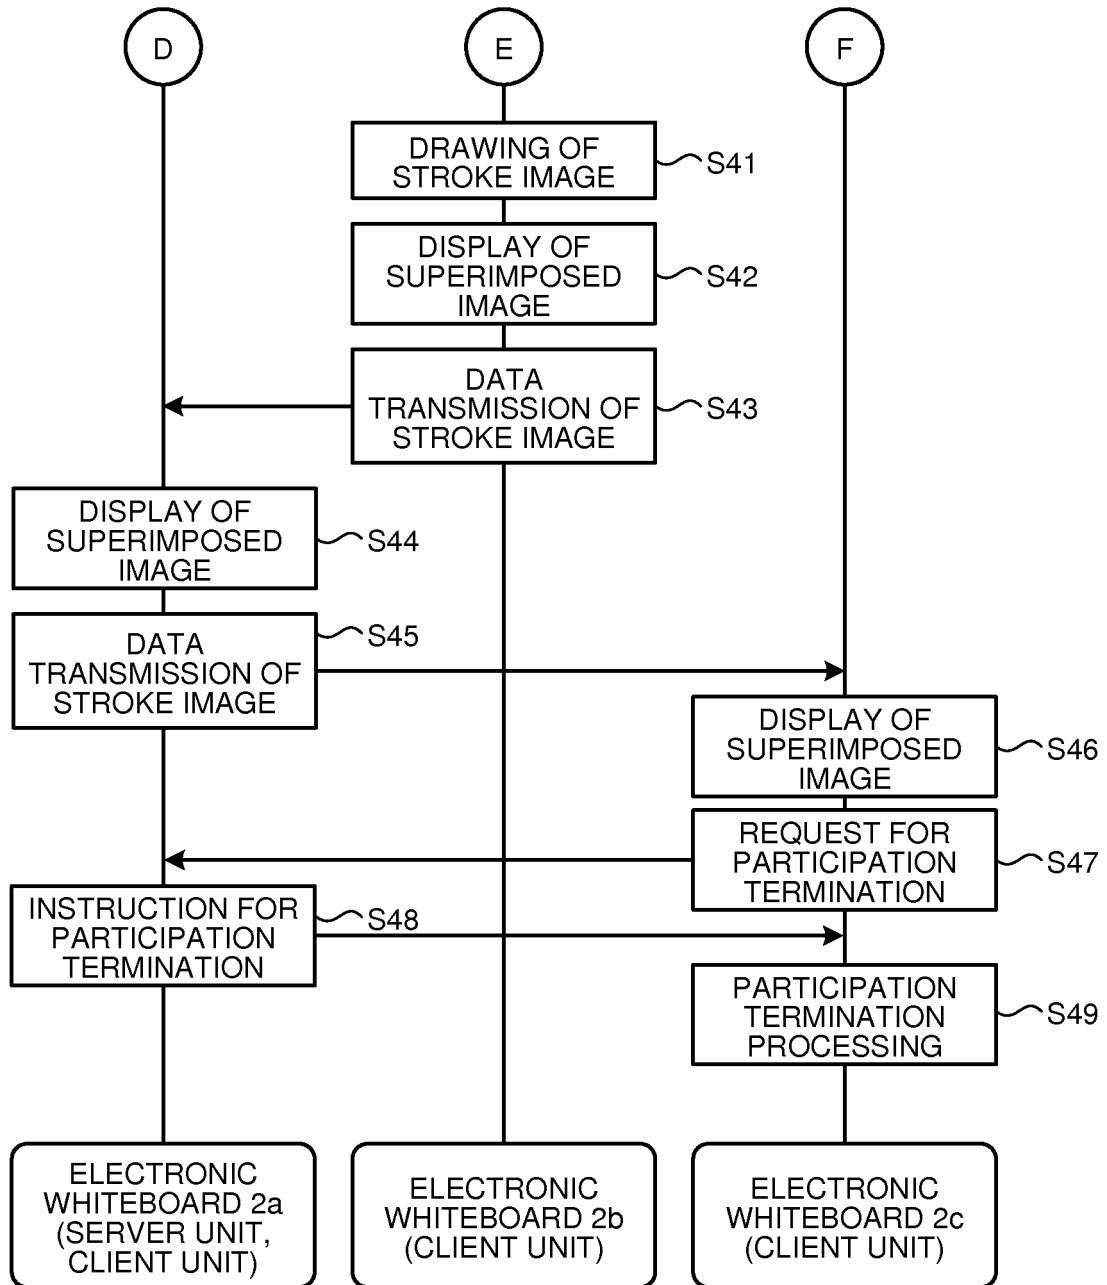 D
E
F
DRAWING OF
STROKE IMAGE
S41
DISPLAY OF
SUPERIMPOSED
IMAGE
S42
DATA
TRANSMISSION OF
STROKE IMAGE
S43
DISPLAY OF
SUPERIMPOSED
IMAGE
S44
DATA
TRANSMISSION OF
STROKE IMAGE
S45
DISPLAY OF
SUPERIMPOSED
IMAGE
S46
REQUEST FOR
PARTICIPATION
TERMINATION
S47
INSTRUCTION FOR
PARTICIPATION
TERMINATION
S48
PARTICIPATION
TERMINATION
PROCESSING
S49
ELECTRONIC
WHITEBOARD 2a
(SERVER UNIT,
CLIENT UNIT)
ELECTRONIC
WHITEBOARD 2b
(CLIENT UNIT)
ELECTRONIC
WHITEBOARD 2c
(CLIENT UNIT)